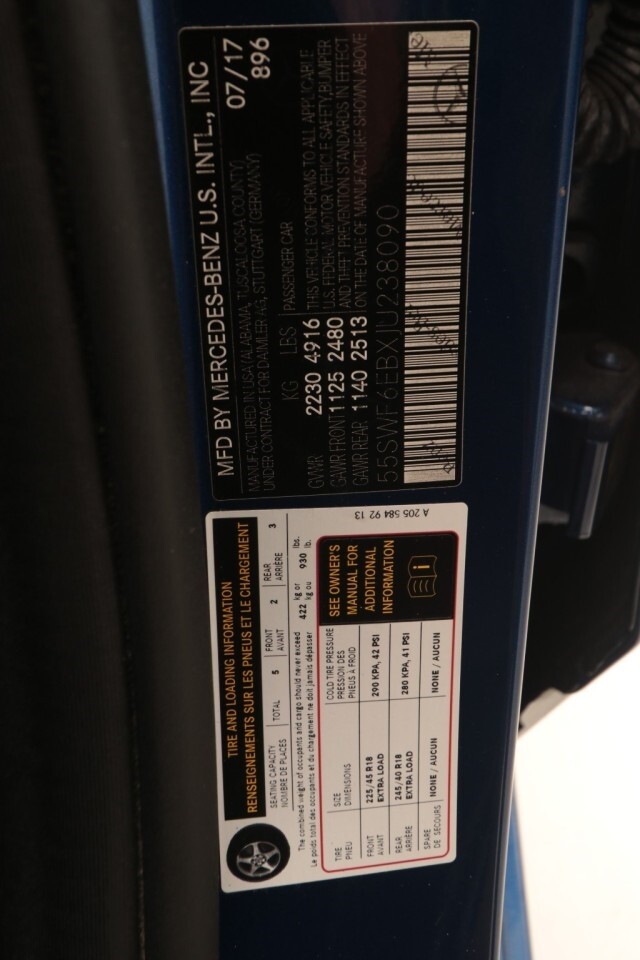 MFD BY MERCEDES-BENZ U.S. INTL., INC
MANUFACTURED IN USA (ALABAMA, TUSCALOOSA COUNTY)
UNDER CONTRACT FOR DAIMLER AG, STUTTGART (GERMANY)
07/17
896
KG LBS
GVWR 2230 4916
GAWR FRONT 1125 2480
GAWR REAR 1140 2513
PASSENGER CAR
THIS VEHICLE CONFORMS TO ALL APPLICABLE
U.S. FEDERAL MOTOR VEHICLE SAFETY, BUMPER
AND THEFT PREVENTION STANDARDS IN EFFECT
ON THE DATE OF MANUFACTURE SHOWN ABOVE
55SWF6EBXJU238090
TIRE AND LOADING INFORMATION
RENSEIGNEMENTS SUR LES PNEUS ET LE CHARGEMENT
SEATING CAPACITY TOTAL 5 FRONT 2 REAR 3
NOMBRE DE PLACES AVANT ARRIÈRE
The combined weight of occupants and cargo should never exceed 422 kg or 930 lbs.
Le poids total des occupants et du chargement ne doit jamais dépasser kg ou lb.
TIRE SIZE COLD TIRE PRESSURE
PNEU DIMENSIONS PRESSION DES
PNEUS À FROID
FRONT 225/45 R18 290 KPA, 42 PSI
AVANT EXTRA LOAD
REAR 245/40 R18 280 KPA, 41 PSI
ARRIÈRE EXTRA LOAD
SPARE NONE / AUCUN NONE / AUCUN
DE SECOURS
SEE OWNER'S
MANUAL FOR
ADDITIONAL
INFORMATION
A 205 584 92 13